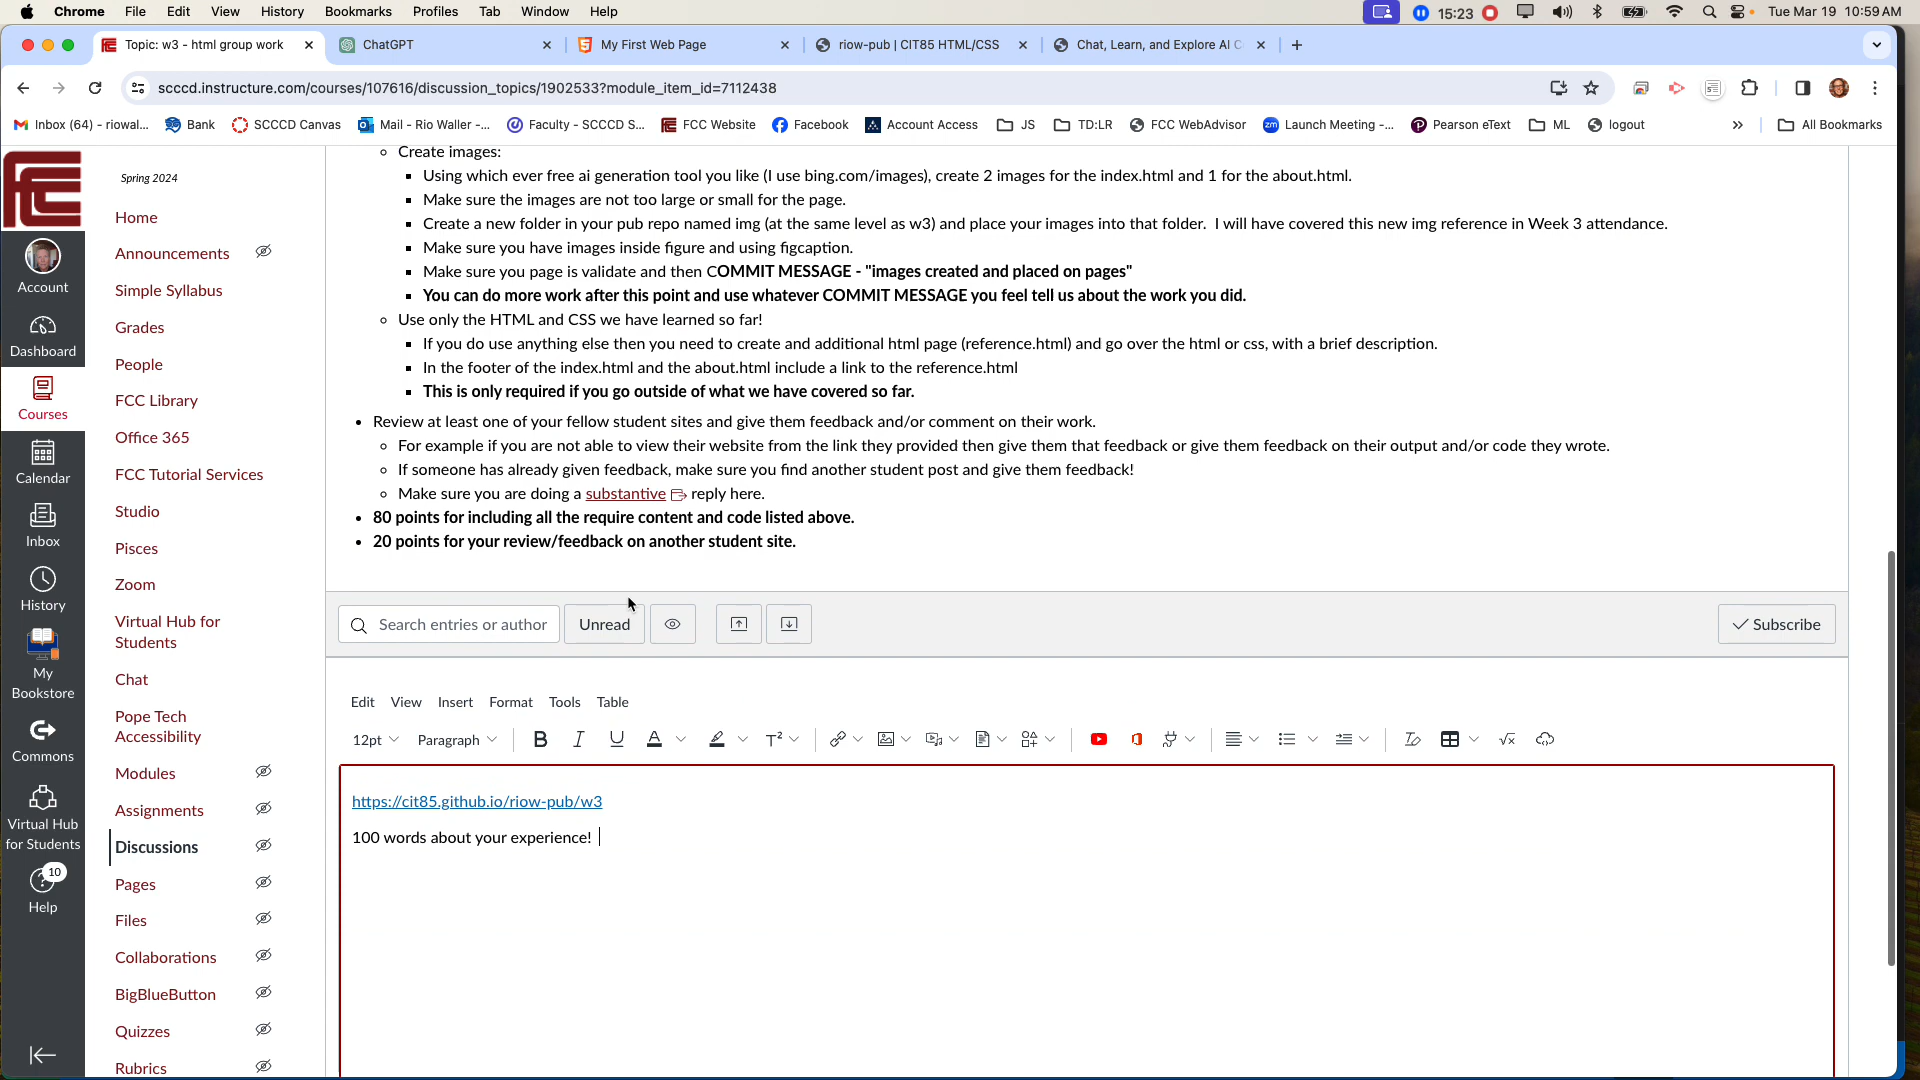 Chrome File Edit View History Bookmarks Profiles Tab Window Help 15:23 Tue Mar 19 10:59 AM
Topic: w3 - html group work ChatGPT My First Web Page riow-pub | CIT85 HTML/CSS Chat, Learn, and Explore AI C
scccd.instructure.com/courses/107616/discussion_topics/1902533?module_item_id=7112438
Inbox (64) - riowal... Bank SCCCD Canvas Mail - Rio Waller -... Faculty - SCCCD S... FCC Website Facebook Account Access JS TD:LR FCC WebAdvisor Launch Meeting -... Pearson eText ML logout » All Bookmarks
Account
Dashboard
Courses
Calendar
Inbox
History
My Bookstore
Commons
Virtual Hub for Students
10
Help
Spring 2024
Home
Announcements
Simple Syllabus
Grades
People
FCC Library
Office 365
FCC Tutorial Services
Studio
Pisces
Zoom
Virtual Hub for
Students
Chat
Pope Tech
Accessibility
Modules
Assignments
Discussions
Pages
Files
Collaborations
BigBlueButton
Quizzes
Rubrics
Create images:
Using which ever free ai generation tool you like (I use bing.com/images), create 2 images for the index.html and 1 for the about.html.
Make sure the images are not too large or small for the page.
Create a new folder in your pub repo named img (at the same level as w3) and place your images into that folder. I will have covered this new img reference in Week 3 attendance.
Make sure you have images inside figure and using figcaption.
Make sure you page is validate and then COMMIT MESSAGE - "images created and placed on pages"
You can do more work after this point and use whatever COMMIT MESSAGE you feel tell us about the work you did.
Use only the HTML and CSS we have learned so far!
If you do use anything else then you need to create and additional html page (reference.html) and go over the html or css, with a brief description.
In the footer of the index.html and the about.html include a link to the reference.html
This is only required if you go outside of what we have covered so far.
Review at least one of your fellow student sites and give them feedback and/or comment on their work.
For example if you are not able to view their website from the link they provided then give them that feedback or give them feedback on their output and/or code they wrote.
If someone has already given feedback, make sure you find another student post and give them feedback!
Make sure you are doing a substantive reply here.
80 points for including all the require content and code listed above.
20 points for your review/feedback on another student site.
Search entries or author Unread Subscribe
Edit View Insert Format Tools Table
12pt Paragraph B I U A T²
https://cit85.github.io/riow-pub/w3
100 words about your experience!